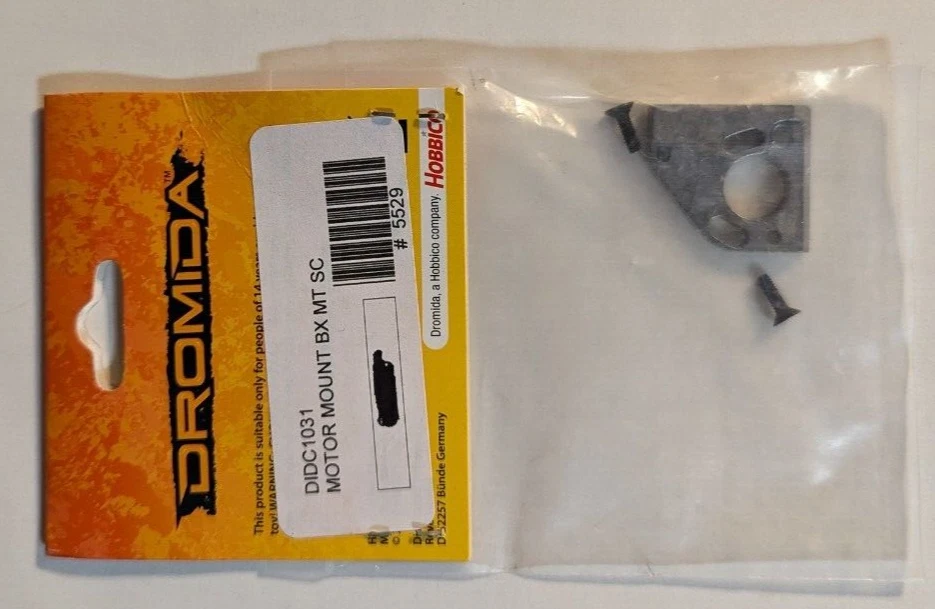 DROMIDA™
This product is suitable only for people of 14 years
toy! WARNING:
DIDC1031
MOTOR MOUNT BX MT SC
# 5529
Dromida, a Hobbico company. HOBBICO
D-32257 Bünde Germany